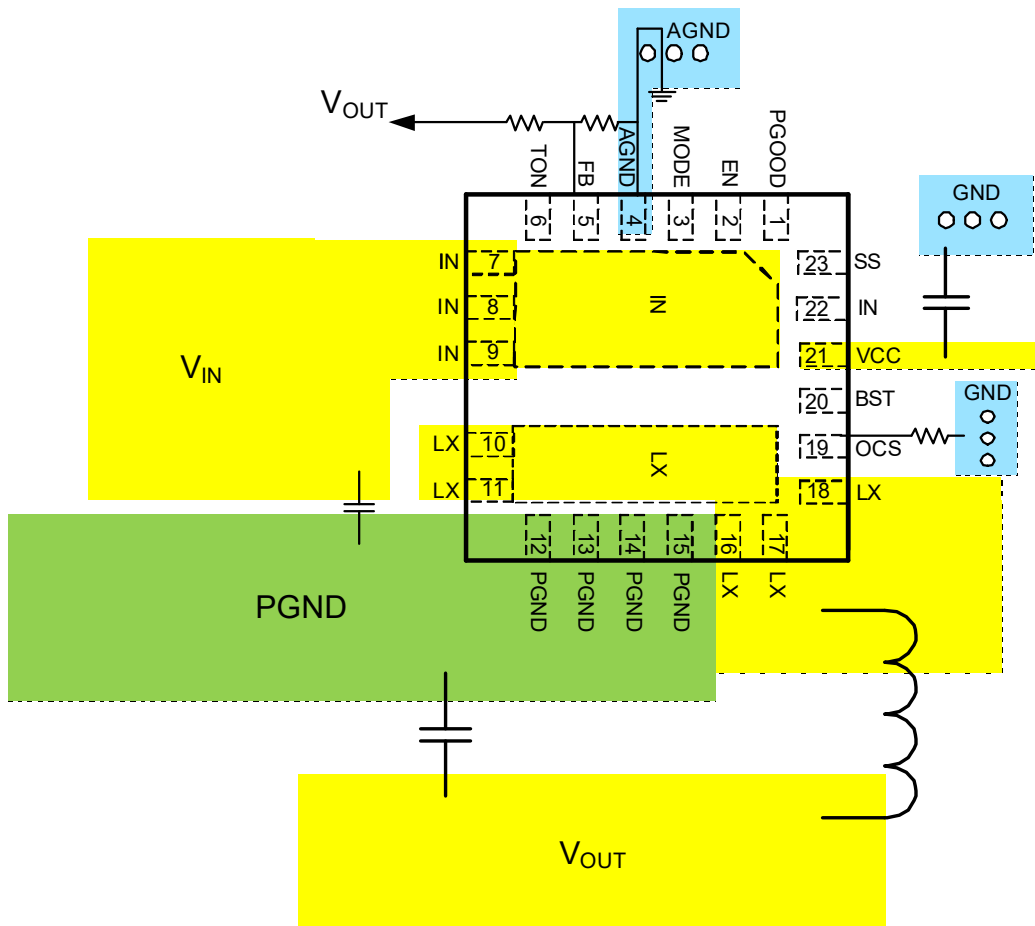 AGND
VOUT
TON
FB
AGND
MODE
EN
PGOOD
6
5
4
3
2
1
GND
IN 7
IN 8
IN 9
IN
23 SS
22 IN
21 VCC
20 BST
19 OCS
18 LX
GND
VIN
LX 10
LX 11
LX
12
13
14
15
16
17
PGND
PGND
PGND
PGND
LX
LX
PGND
VOUT